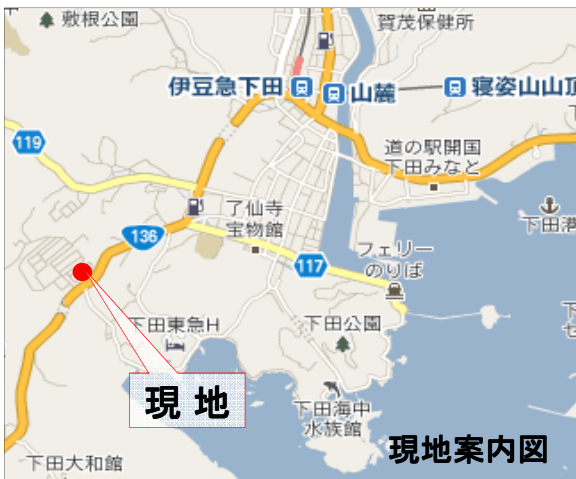 敷根公園
賀茂保健所
伊豆急下田
山麓
寝姿山山頂
119
道の駅開国
下田みなと
了仙寺
宝物館
下田港
136
フェリー
のりば
117
下田東急H
下田公園
現 地
下田海中
水族館
現地案内図
下田大和館